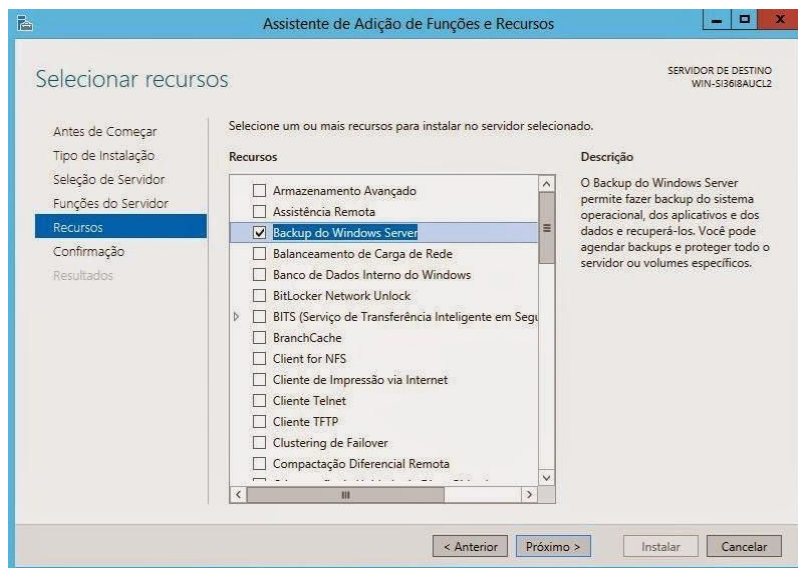 Assistente de Adição de Funções e Recursos
Selecionar recursos
SERVIDOR DE DESTINO
WIN-SI36I8AUCL2
Antes de Começar
Tipo de Instalação
Seleção de Servidor
Funções do Servidor
Recursos
Confirmação
Resultados
Selecione um ou mais recursos para instalar no servidor selecionado.
Recursos
Armazenamento Avançado
Assistência Remota
Backup do Windows Server
Balanceamento de Carga de Rede
Banco de Dados Interno do Windows
BitLocker Network Unlock
BITS (Serviço de Transferência Inteligente em Segu
BranchCache
Client for NFS
Cliente de Impressão via Internet
Cliente Telnet
Cliente TFTP
Clustering de Failover
Compactação Diferencial Remota
Descrição
O Backup do Windows Server
permite fazer backup do sistema
operacional, dos aplicativos e dos
dados e recuperá-los. Você pode
agendar backups e proteger todo o
servidor ou volumes específicos.
< Anterior
Próximo >
Instalar
Cancelar